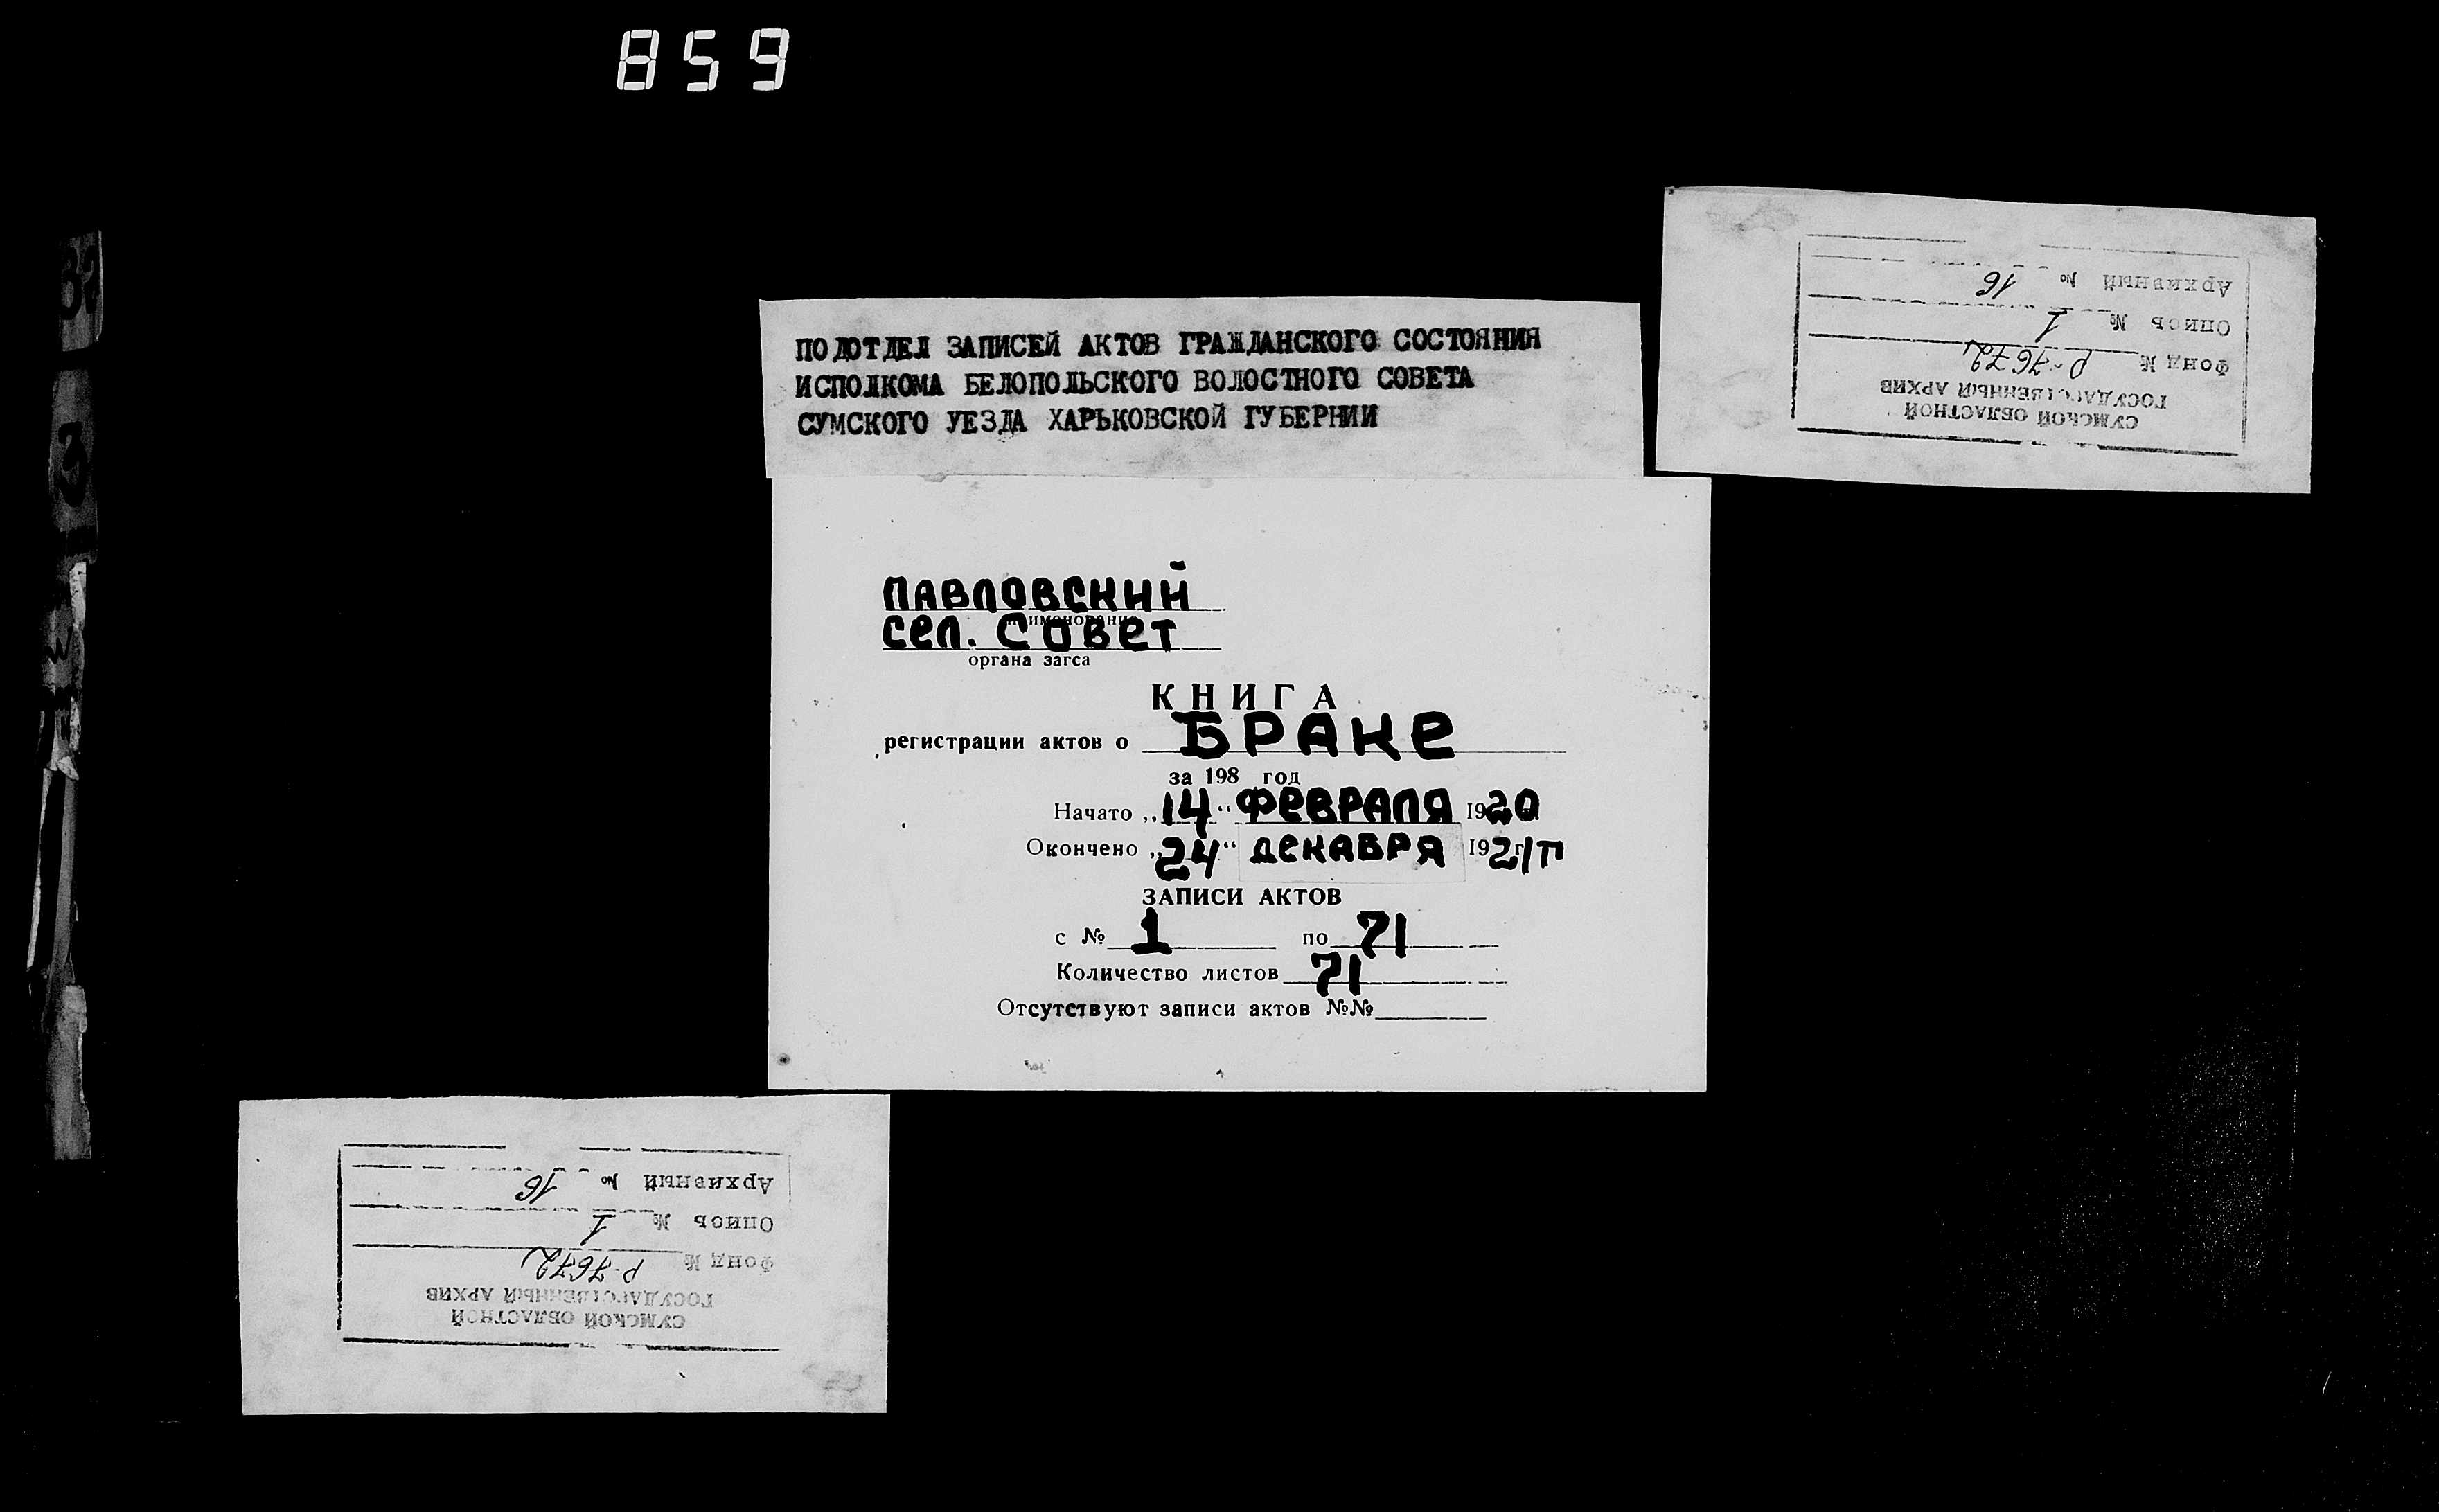 859
ПОДОТДЕЛ ЗАПИСЕЙ АКТОВ ГРАЖДАНСКОГО СОСТОЯНИЯ
ИСПОЛКОМА БЕЛОПОЛЬСКОГО ВОЛОСТНОГО СОВЕТА
СУМСКОГО УЕЗДА ХАРЬКОВСКОЙ ГУБЕРНИИ
СУМСКОЙ ОБЛАСТНОЙ
ГОСУДАРСТВЕННЫЙ АРХИВ
Фонд № Р-7672
Опись № 1
Архивный № 16
ПАВЛОВСКИЙ
наименование
сел. СОВЕТ
органа загса
КНИГА
регистрации актов о БРАКЕ
за 198 год
Начато „14“ ФЕВРАЛЯ 1920
Окончено „24“ ДЕКАБРЯ 1921г
ЗАПИСИ АКТОВ
с № 1 по 71
Количество листов 71
Отсутствуют записи актов №№
СУМСКОЙ ОБЛАСТНОЙ
ГОСУДАРСТВЕННЫЙ АРХИВ
Фонд № Р-7672
Опись № 1
Архивный № 16